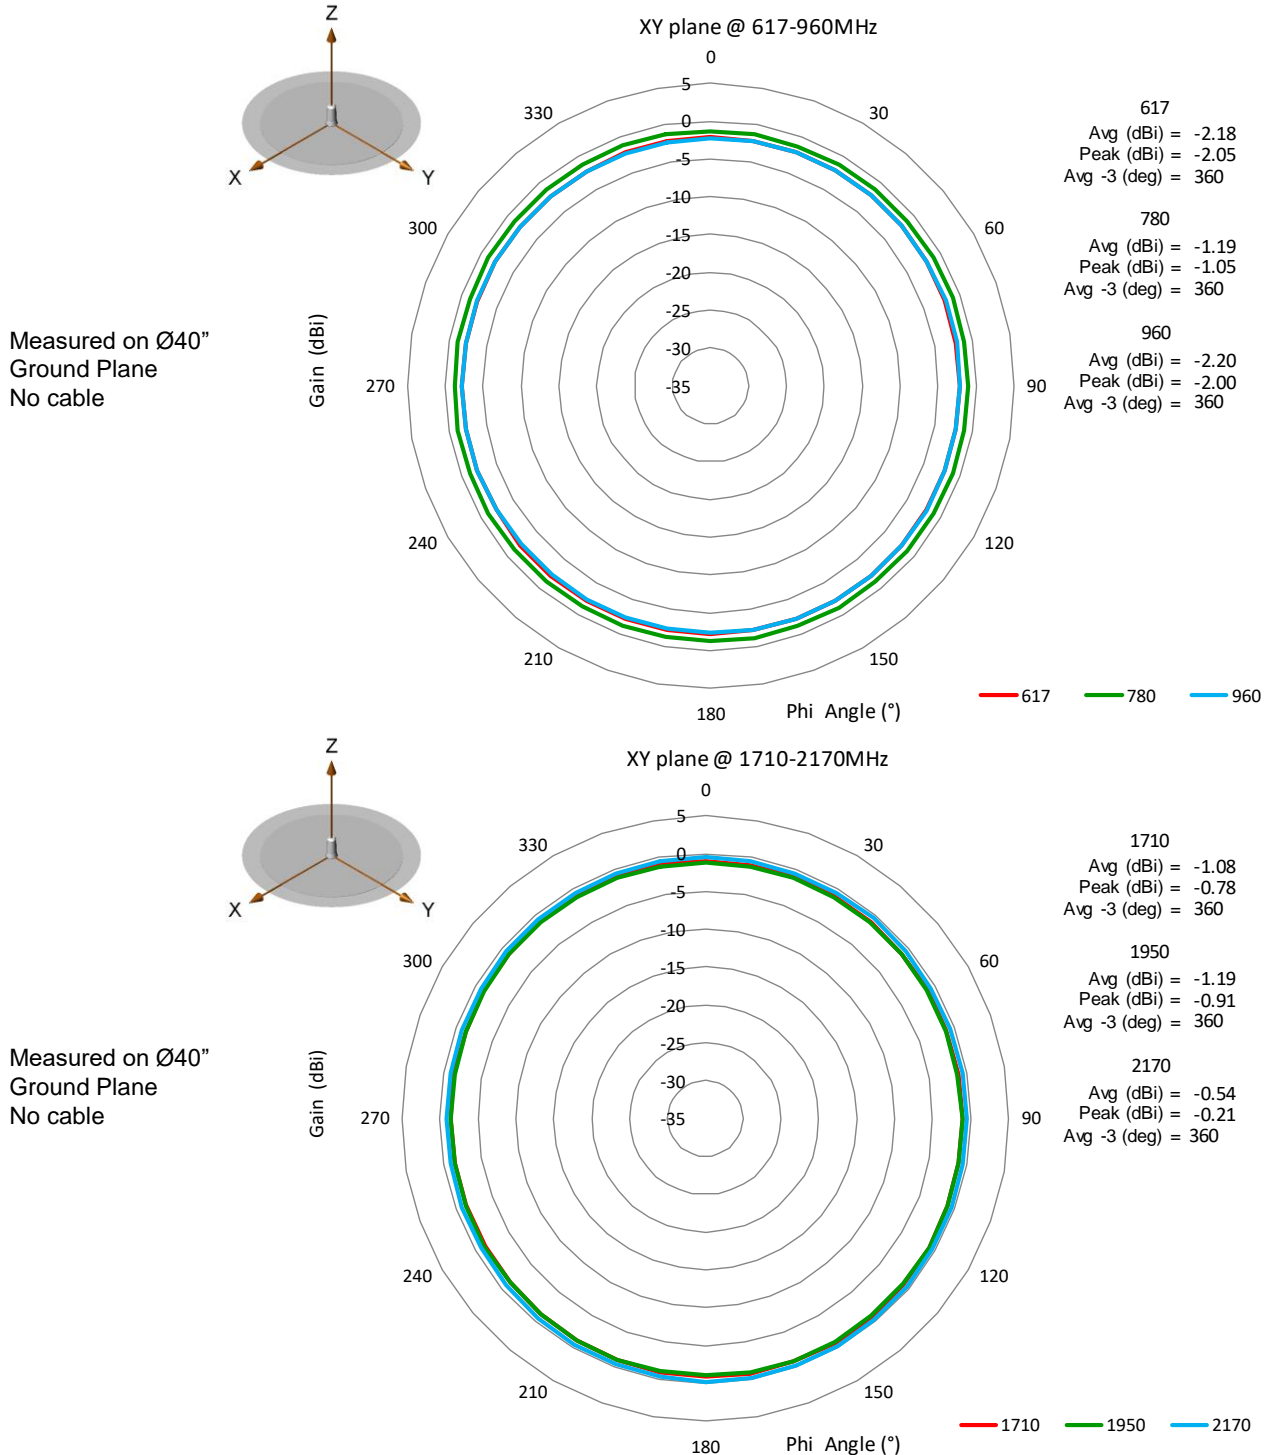 Z
X
Y
XY plane @ 617-960MHz
0
30
60
90
120
150
180
210
240
270
300
330
5
0
-5
-10
-15
-20
-25
-30
-35
Gain (dBi)
Phi Angle (°)
Measured on Ø40”
Ground Plane
No cable
617
Avg (dBi) = -2.18
Peak (dBi) = -2.05
Avg -3 (deg) = 360
780
Avg (dBi) = -1.19
Peak (dBi) = -1.05
Avg -3 (deg) = 360
960
Avg (dBi) = -2.20
Peak (dBi) = -2.00
Avg -3 (deg) = 360
617 780 960
Z
X
Y
XY plane @ 1710-2170MHz
0
30
60
90
120
150
180
210
240
270
300
330
5
0
-5
-10
-15
-20
-25
-30
-35
Gain (dBi)
Phi Angle (°)
Measured on Ø40”
Ground Plane
No cable
1710
Avg (dBi) = -1.08
Peak (dBi) = -0.78
Avg -3 (deg) = 360
1950
Avg (dBi) = -1.19
Peak (dBi) = -0.91
Avg -3 (deg) = 360
2170
Avg (dBi) = -0.54
Peak (dBi) = -0.21
Avg -3 (deg) = 360
1710 1950 2170